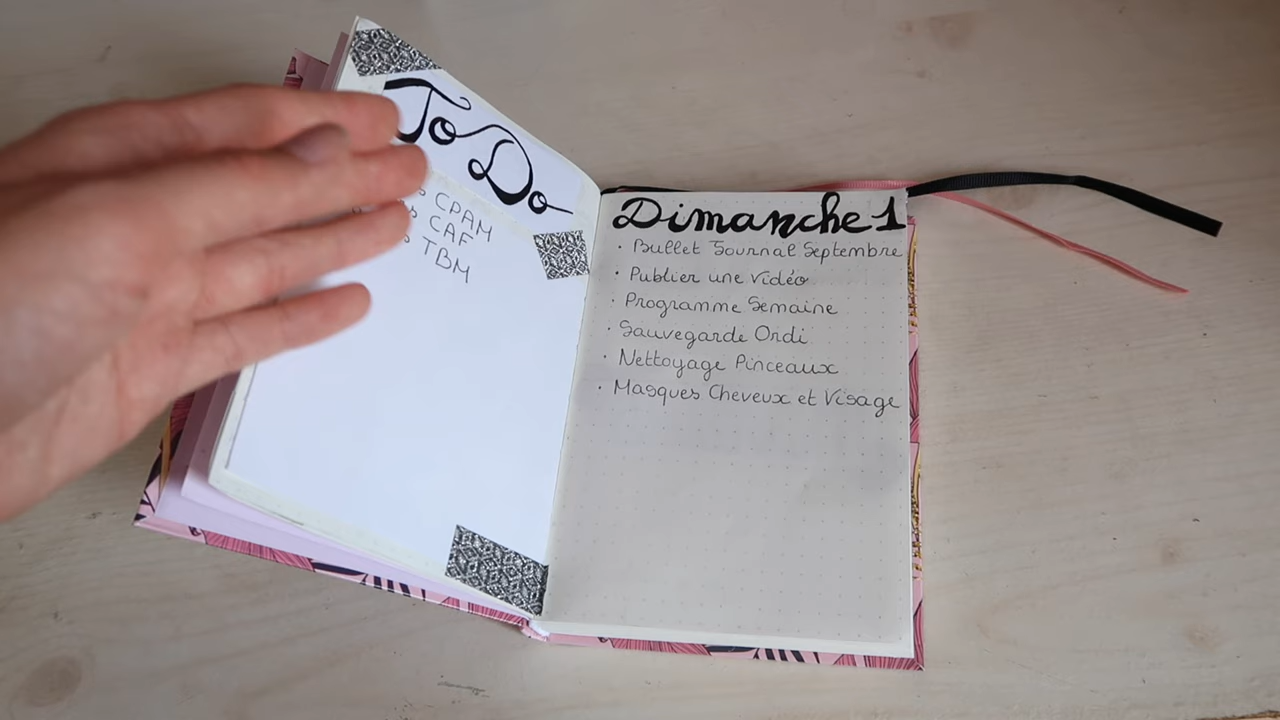 To Do
CPAM
CAF
TBM
Dimanche 1
· Bullet Journal Septembre
· Publier une Vidéo
· Programme Semaine
· Sauvegarde Ordi
· Nettoyage Pinceaux
· Masques Cheveux et Visage